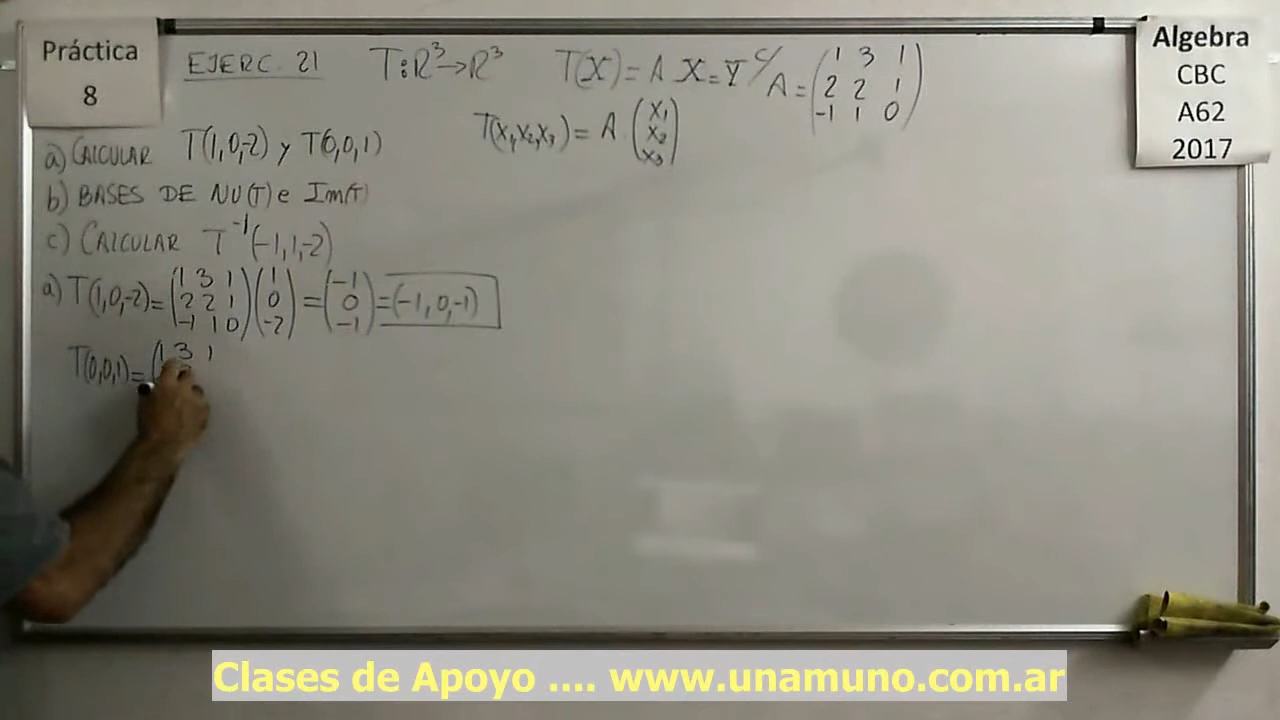 Práctica
8
EJERC. 21 T:R³→R³ T(X) = A X = Y C/ A = (1 3 1
2 2 1
-1 1 0)
T(x₁,x₂,x₃) = A · (x₁
x₂
x₃)
Algebra
CBC
A62
2017
a) CALCULAR T(1,0,-2) y T(0,0,1)
b) BASES DE NU(T) e Im(T)
c) CALCULAR T⁻¹(-1,1,-2)
a) T(1,0,-2) = (1 3 1
2 2 1
-1 1 0) (1
0
-2) = (-1
0
-1) = (-1,0,-1)
T(0,0,1) = (1 3 1
Clases de Apoyo .... www.unamuno.com.ar